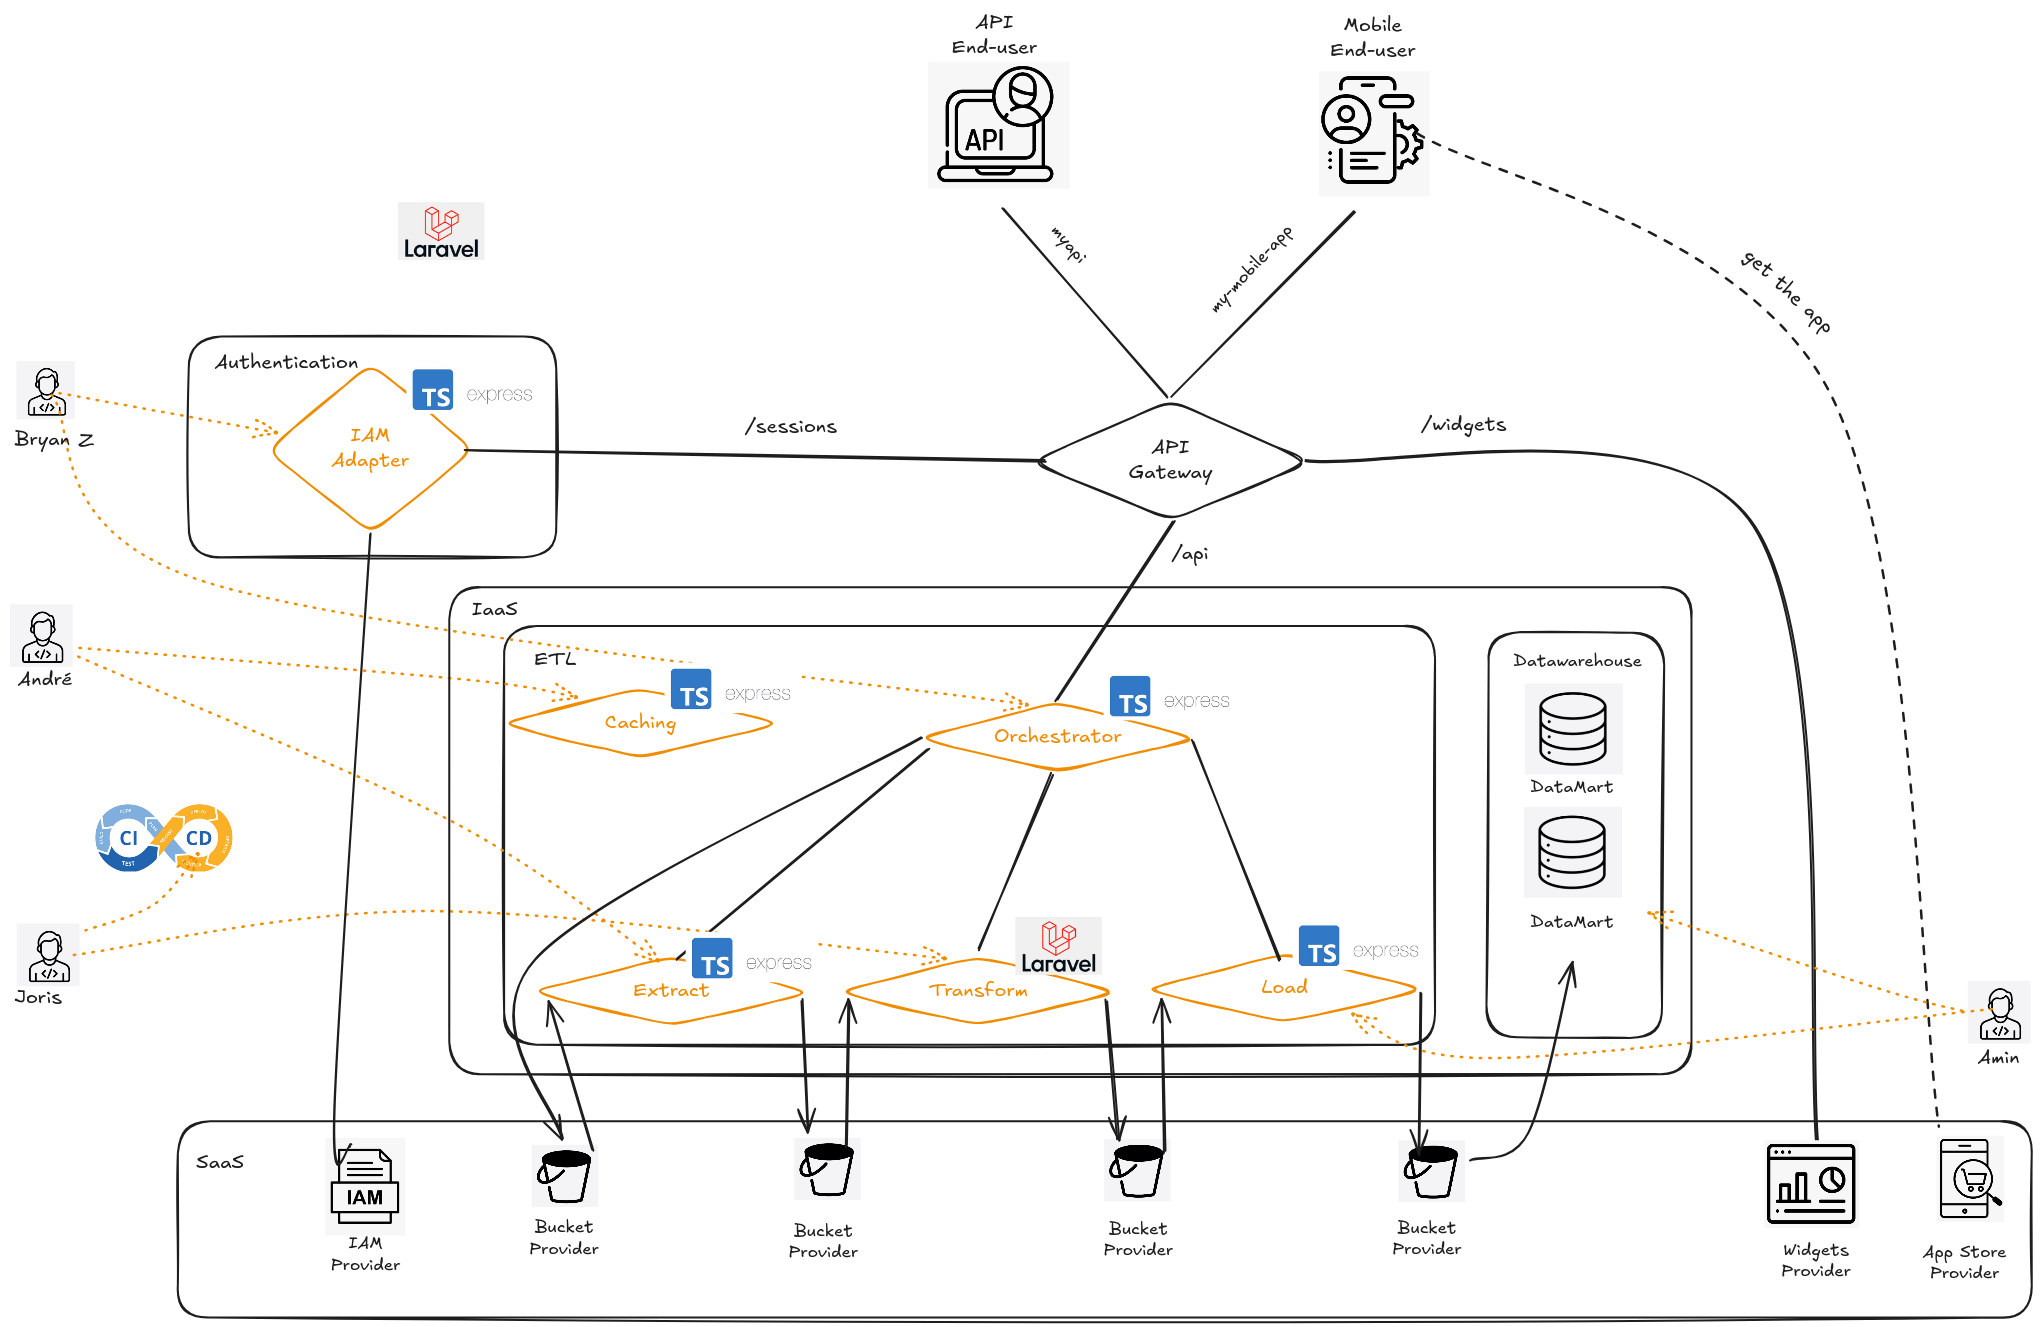 API
End-user
Mobile
End-user
API
Laravel
myapi
my-mobile-app
get the app
Authentication
TS
express
IAM
Adapter
Bryan Z
/sessions
API
Gateway
/widgets
/api
IaaS
André
ETL
TS
express
Caching
TS
express
Orchestrator
Datawarehouse
DataMart
CI
CD
TEST
DataMart
Joris
TS
express
Extract
Laravel
Transform
TS
express
Load
Amin
SaaS
IAM
IAM
Provider
Bucket
Provider
Bucket
Provider
Bucket
Provider
Bucket
Provider
Widgets
Provider
App Store
Provider